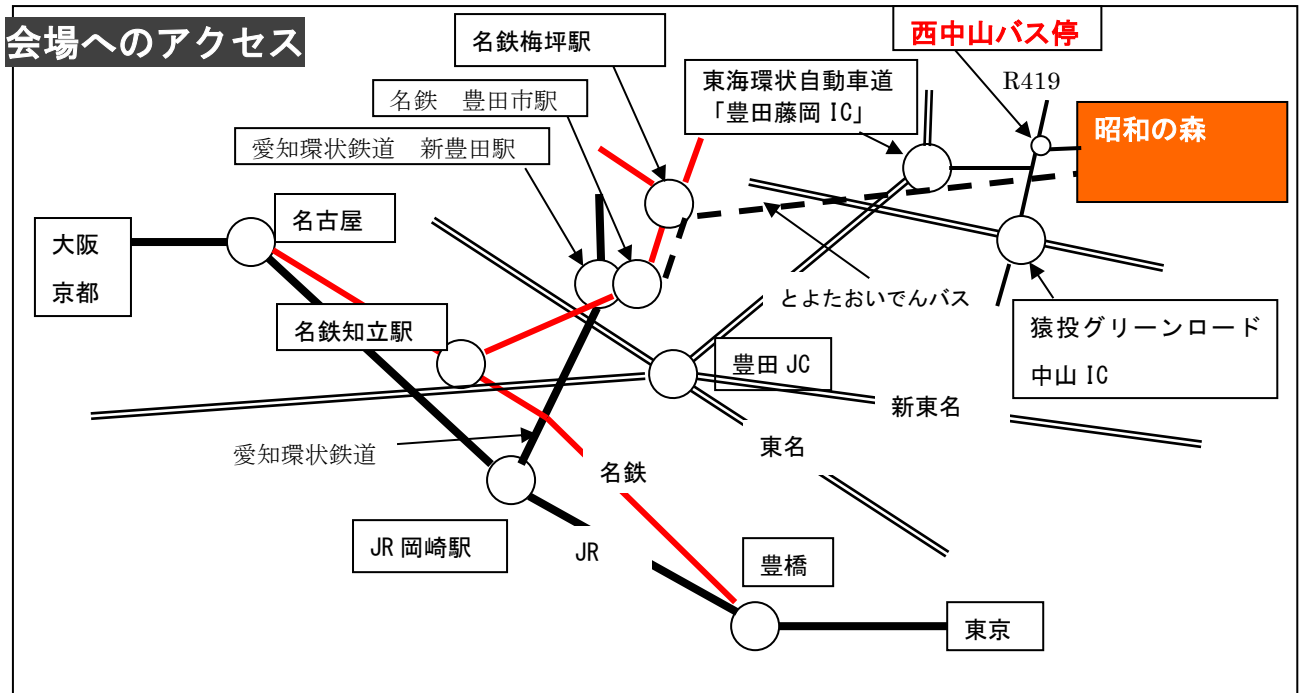 会場へのアクセス
名鉄梅坪駅
西中山バス停
名鉄　豊田市駅
東海環状自動車道
「豊田藤岡 IC」
R419
昭和の森
愛知環状鉄道　新豊田駅
大阪
京都
名古屋
とよたおいでんバス
名鉄知立駅
猿投グリーンロード
中山 IC
豊田 JC
新東名
東名
愛知環状鉄道
名鉄
JR 岡崎駅
JR
豊橋
東京